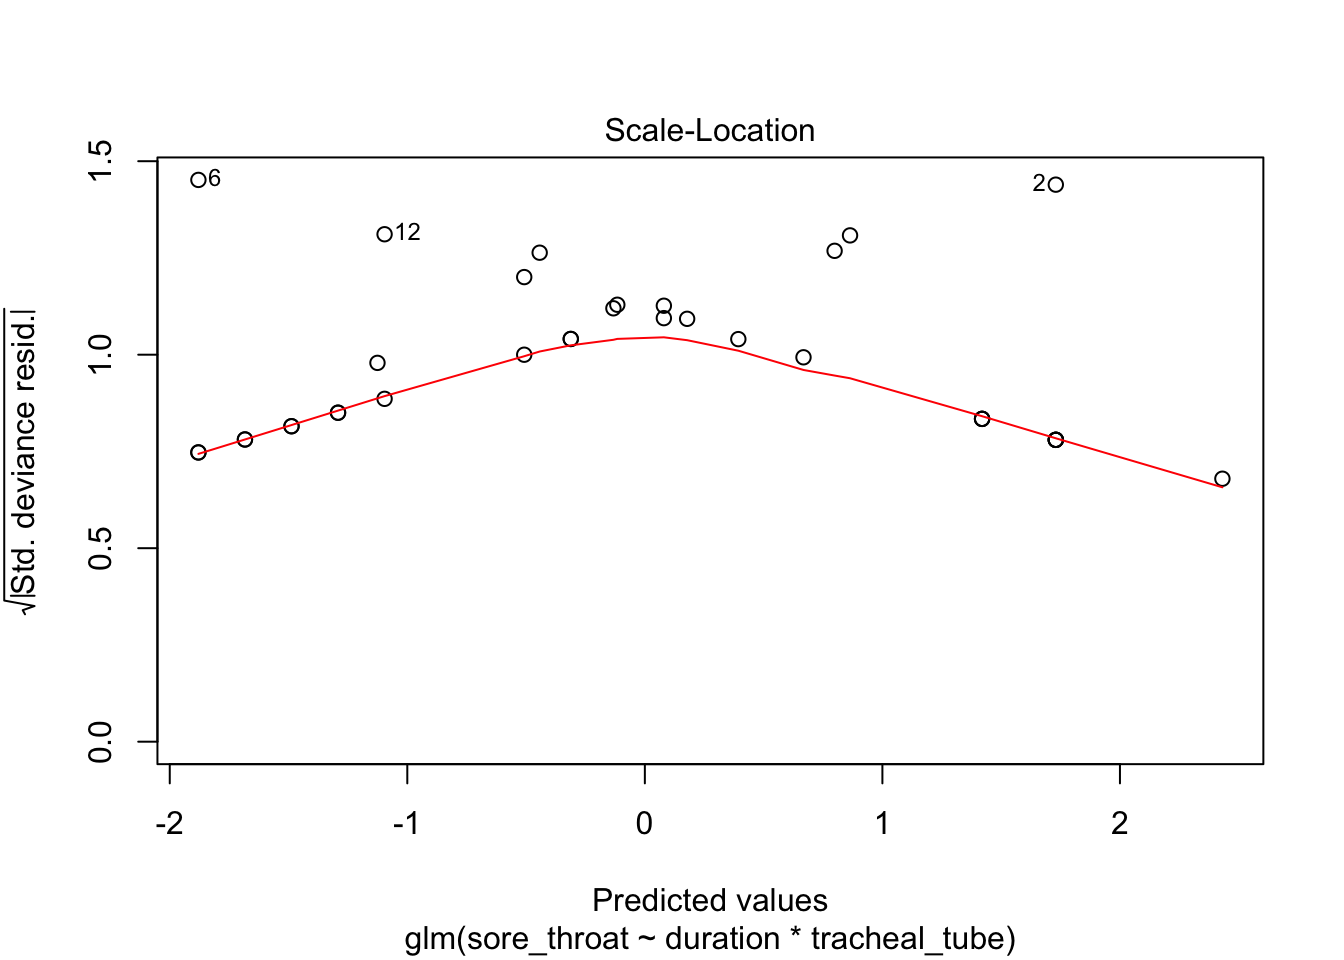 Scale-Location
√|Std. deviance resid.|
1.5
1.0
0.5
0.0
6
12
2
-2 -1 0 1 2
Predicted values
glm(sore_throat ~ duration * tracheal_tube)